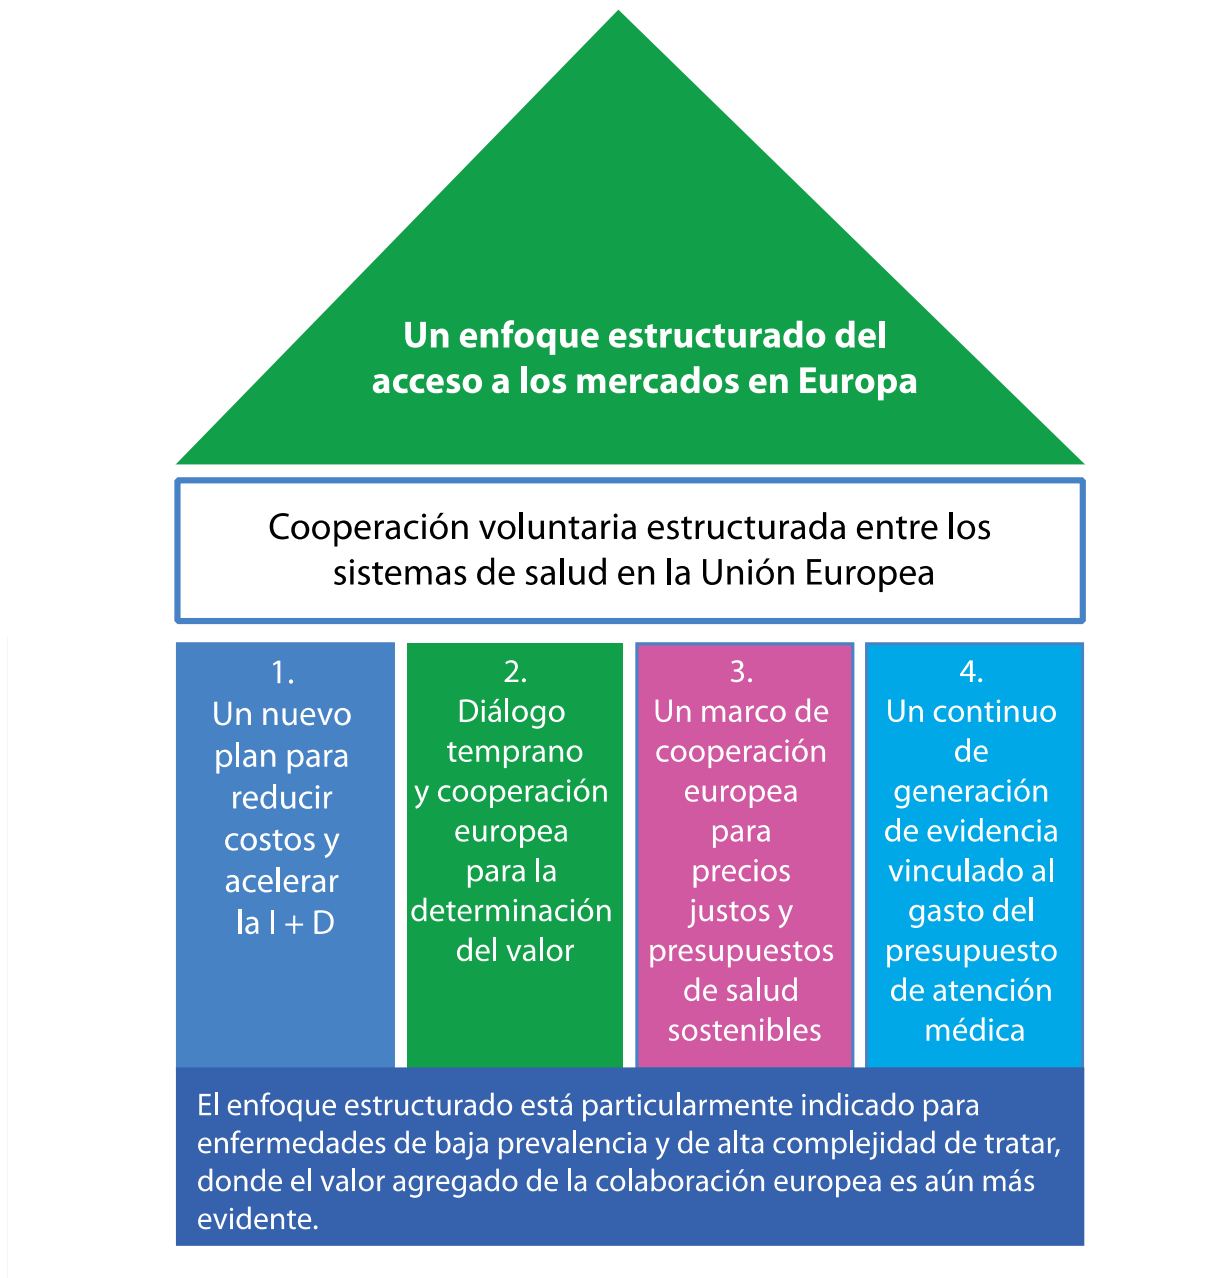 Un enfoque estructurado del
acceso a los mercados en Europa
Cooperación voluntaria estructurada entre los
sistemas de salud en la Unión Europea
1.
Un nuevo
plan para
reducir
costos y
acelerar
la I + D
2.
Diálogo
temprano
y cooperación
europea
para la
determinación
del valor
3.
Un marco de
cooperación
europea
para
precios
justos y
presupuestos
de salud
sostenibles
4.
Un continuo
de
generación
de evidencia
vinculado al
gasto del
presupuesto
de atención
médica
El enfoque estructurado está particularmente indicado para
enfermedades de baja prevalencia y de alta complejidad de tratar,
donde el valor agregado de la colaboración europea es aún más
evidente.